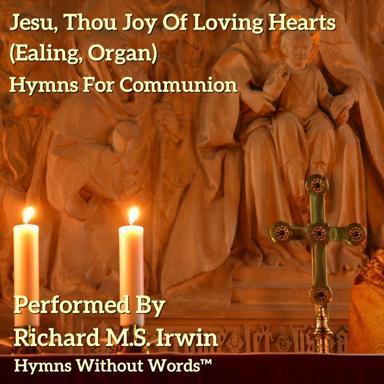 Jesu, Thou Joy Of Loving Hearts
(Ealing, Organ)
Hymns For Communion
Performed By
Richard M.S. Irwin
Hymns Without Words™